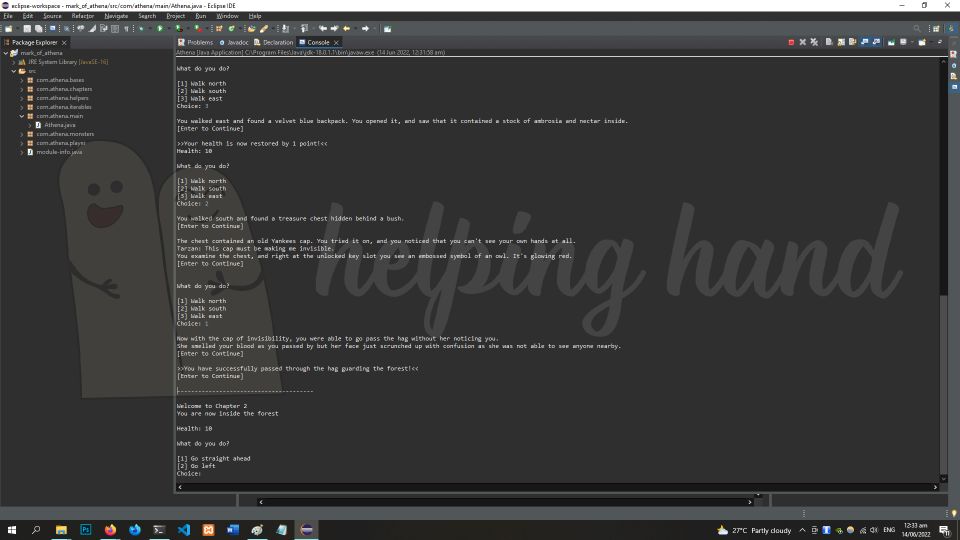 eclipse-workspace - mark_of_athena/src/com/athena/main/Athena.java - Eclipse IDE
File Edit Source Refactor Navigate Search Project Run Window Help
Package Explorer
Problems Javadoc Declaration Console
mark_of_athena
JRE System Library [JavaSE-16]
src
com.athena.bases
com.athena.chapters
com.athena.helpers
com.athena.iterables
com.athena.main
Athena.java
com.athena.monsters
com.athena.player
module-info.java
Athena [Java Application] C:\Program Files\Java\jdk-18.0.1.1\bin\javaw.exe (14 Jun 2022, 12:31:58 am)
What do you do?
[1] Walk north
[2] Walk south
[3] Walk east
Choice: 3
You walked east and found a velvet blue backpack. You opened it, and saw that it contained a stock of ambrosia and nectar inside.
[Enter to Continue]
>>Your health is now restored by 1 point!<<
Health: 10
What do you do?
[1] Walk north
[2] Walk south
[3] Walk east
Choice: 2
You walked south and found a treasure chest hidden behind a bush.
[Enter to Continue]
The chest contained an old Yankees cap. You tried it on, and you noticed that you can't see your own hands at all.
Tarzan: This cap must be making me invisible.
You examine the chest, and right at the unlocked key slot you see an embossed symbol of an owl. It's glowing red.
[Enter to Continue]
What do you do?
[1] Walk north
[2] Walk south
[3] Walk east
Choice: 1
Now with the cap of invisibility, you were able to go pass the hag without her noticing you.
She smelled your blood as you passed by but her face just scrunched up with confusion as she was not able to see anyone nearby.
[Enter to Continue]
>>You have successfully passed through the hag guarding the forest!<<
[Enter to Continue]
---------------------------------------
Welcome to Chapter 2
You are now inside the forest
Health: 10
What do you do?
[1] Go straight ahead
[2] Go left
Choice:
helping hand
27°C Partly cloudy
ENG
12:33 am
14/06/2022